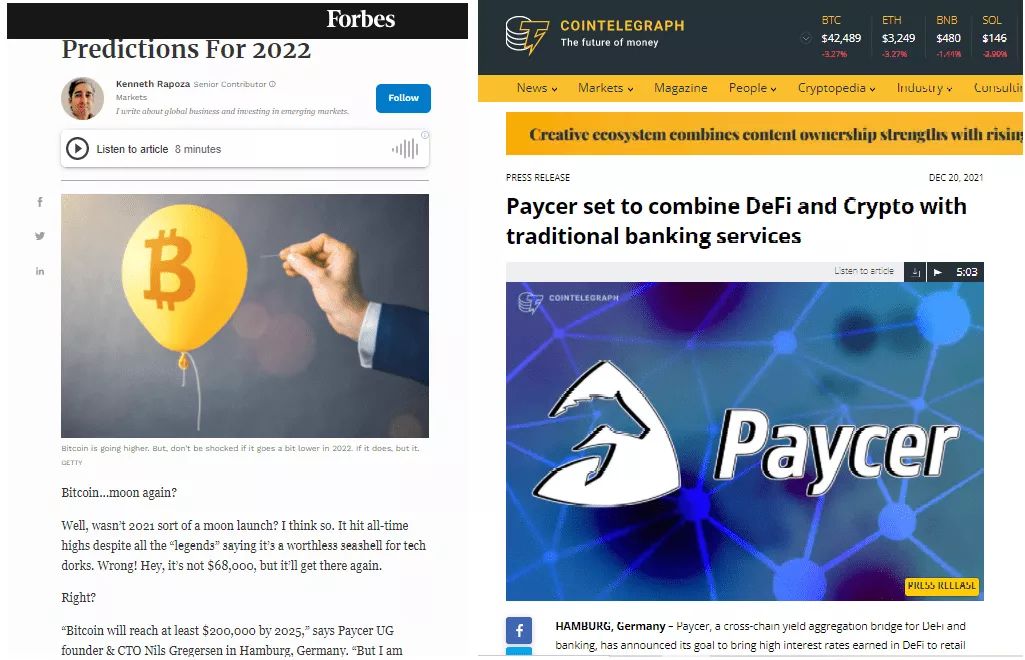 Forbes
Predictions For 2022
Kenneth Rapoza Senior Contributor
Markets
I write about global business and investing in emerging markets.
Follow
Listen to article 8 minutes
Bitcoin is going higher. But, don't be shocked if it goes a bit lower in 2022. If it does, but it.
GETTY
Bitcoin...moon again?
Well, wasn't 2021 sort of a moon launch? I think so. It hit all-time
highs despite all the “legends” saying it's a worthless seashell for tech
dorks. Wrong! Hey, it's not $68,000, but it'll get there again.
Right?
“Bitcoin will reach at least $200,000 by 2025,” says Paycer UG
founder & CTO Nils Gregersen in Hamburg, Germany. “But I am
COINTELEGRAPH
The future of money
BTC ETH BNB SOL
$42,489 $3,249 $480 $146
-3.27% -3.27% -1.44% -2.90%
News Markets Magazine People Cryptopedia Industry Consulti
Creative ecosystem combines content ownership strengths with rising
PRESS RELEASE DEC 20, 2021
Paycer set to combine DeFi and Crypto with
traditional banking services
Listen to article 5:03
COINTELEGRAPH
Paycer
PRESS RELEASE
HAMBURG, Germany – Paycer, a cross-chain yield aggregation bridge for DeFi and
banking, has announced its goal to bring high interest rates earned in DeFi to retail